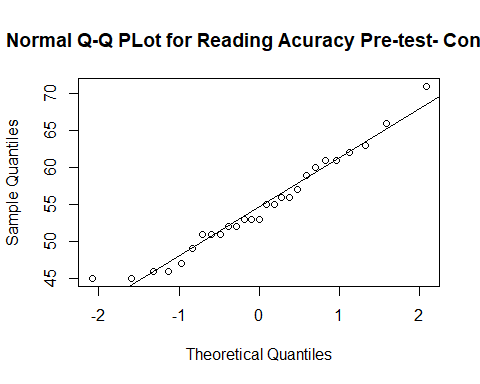 Normal Q-Q PLot for Reading Acuracy Pre-test- Con
Sample Quantiles
70
65
60
55
50
45
-2 -1 0 1 2
Theoretical Quantiles